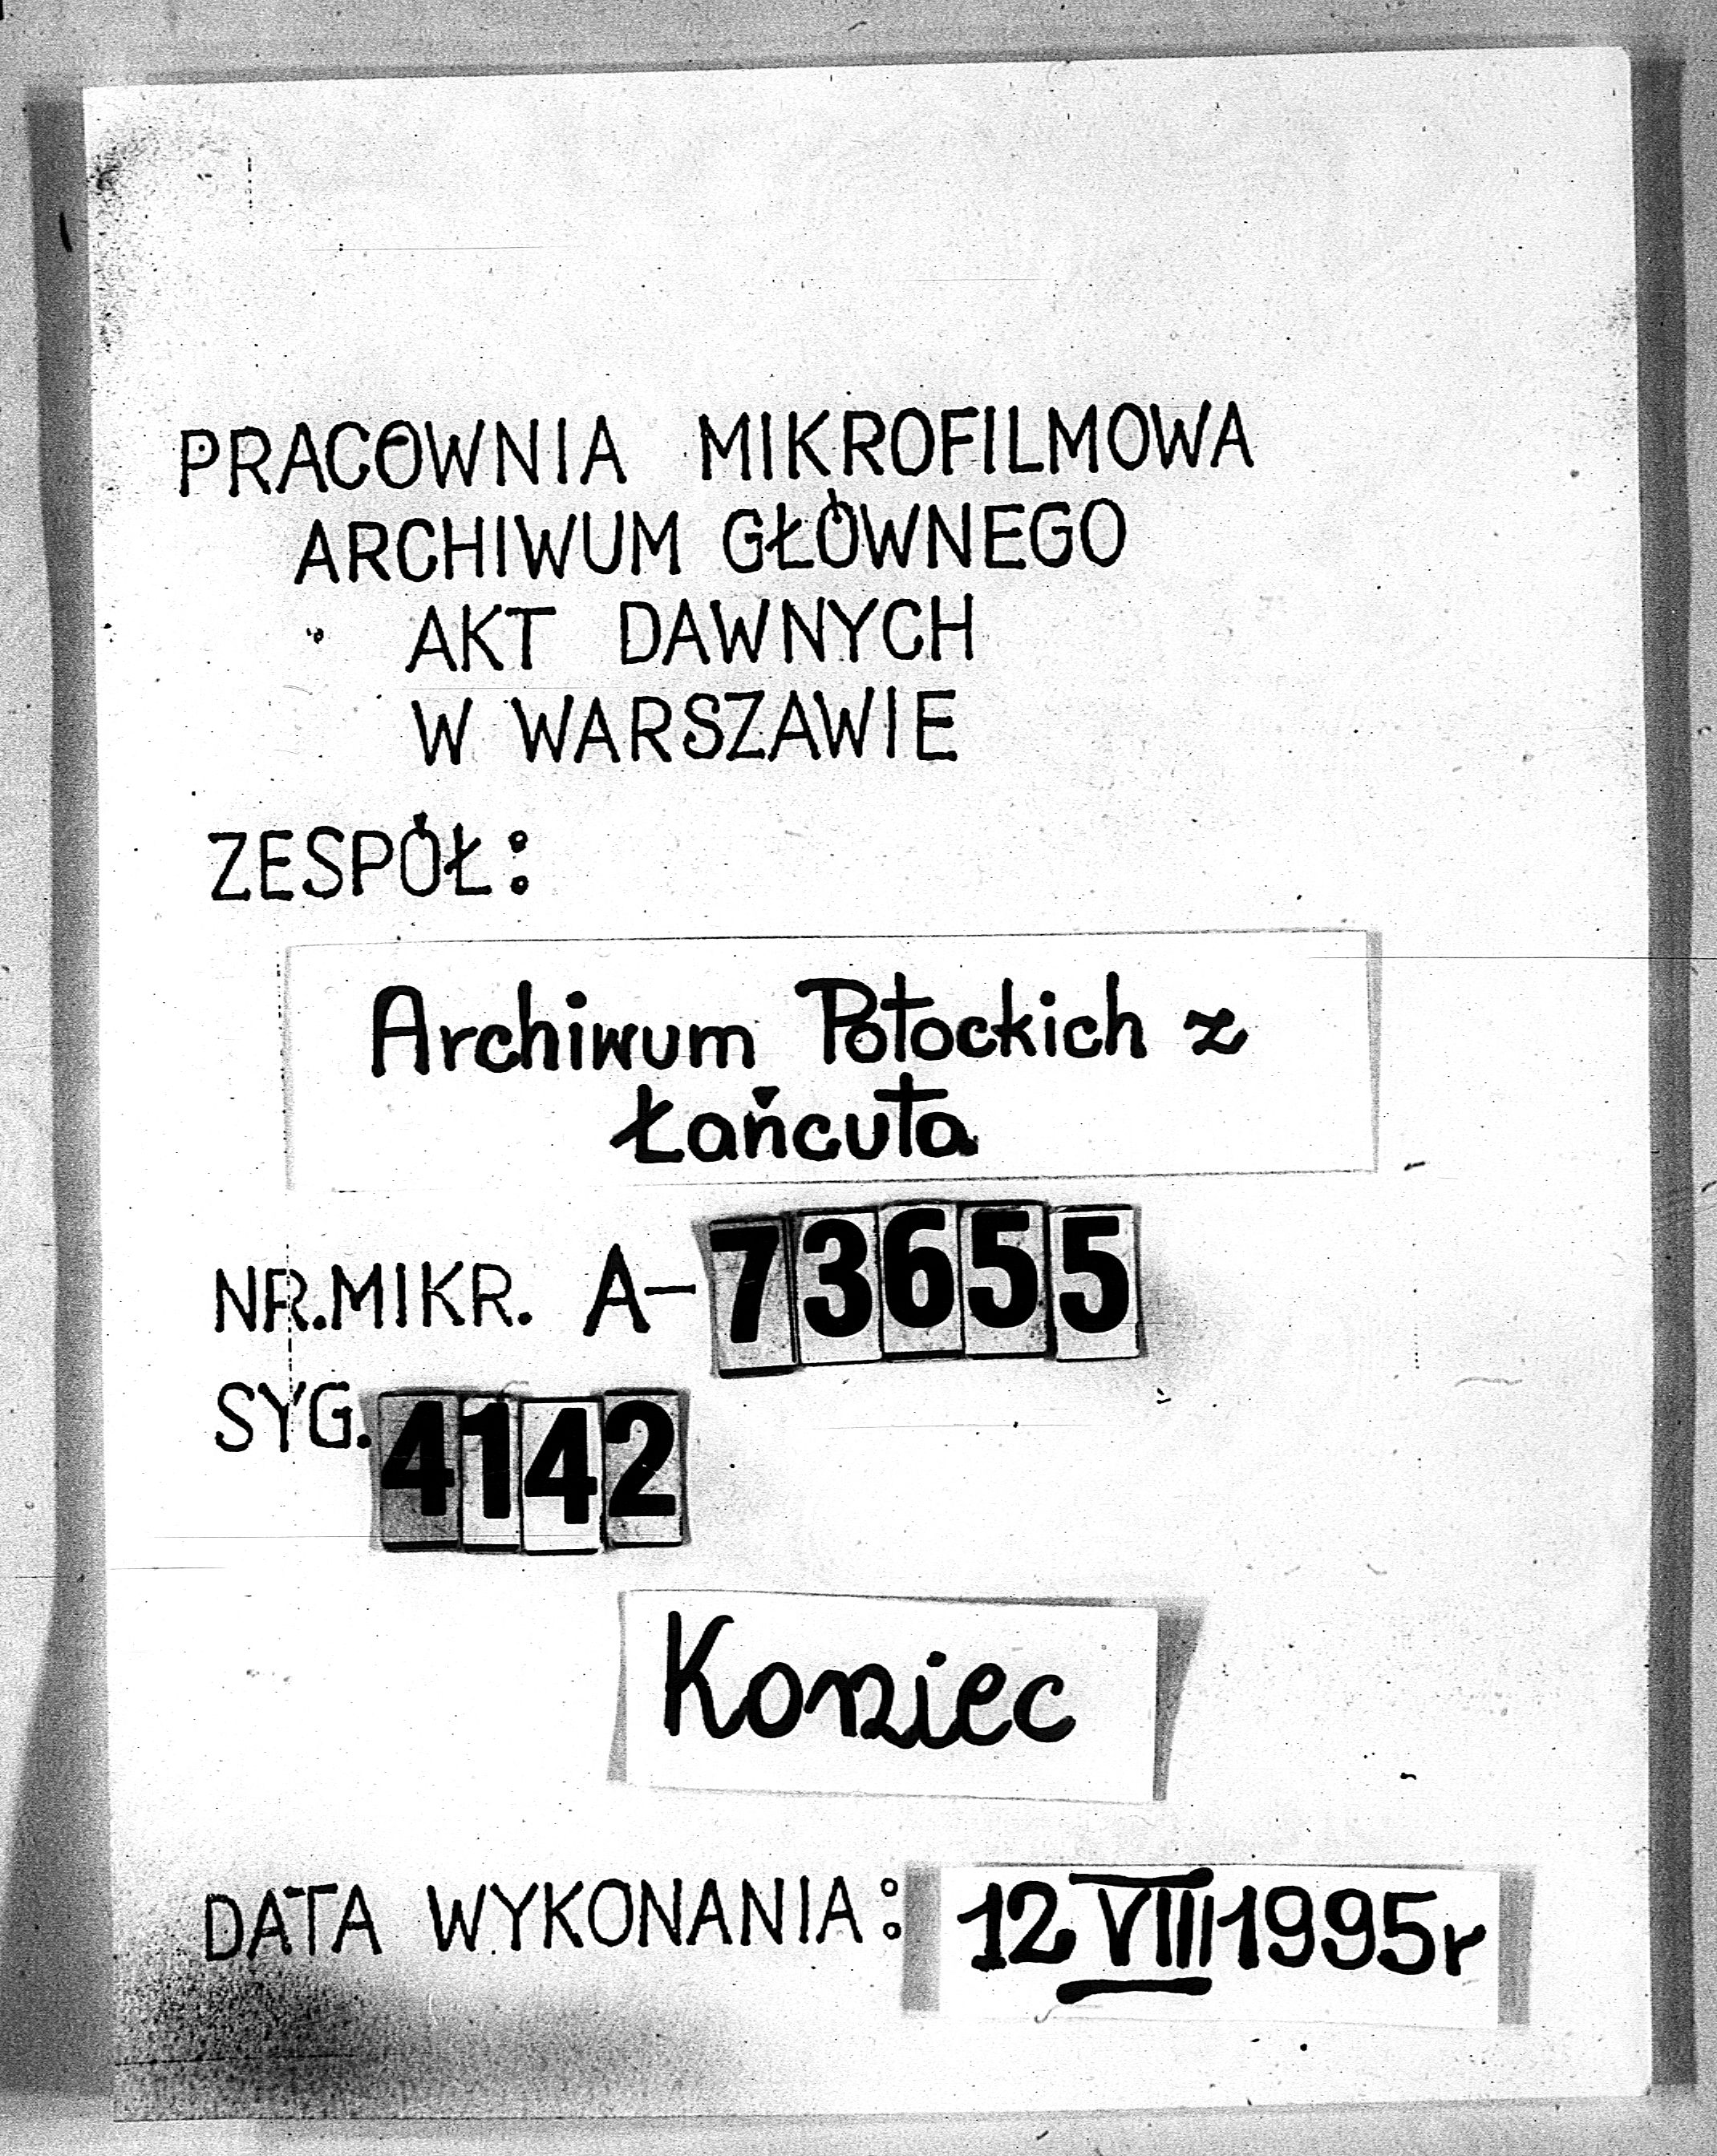 PRACOWNIA MIKROFILMOWA
ARCHIWUM GŁÓWNEGO
AKT DAWNYCH
W WARSZAWIE
ZESPÓŁ:
Archiwum Potockich z
Łańcuta
NR.MIKR. A-73655
SYG. 4142
Koniec
DATA WYKONANIA: 12 VIII 1995r